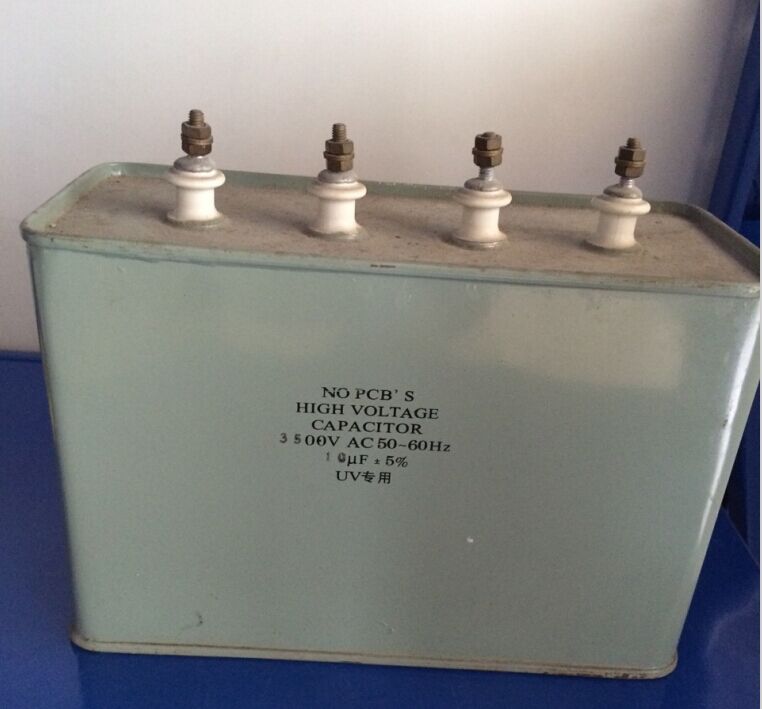 NO PCB'S
HIGH VOLTAGE
CAPACITOR
3500V AC 50~60Hz
10μF ± 5%
UV专用